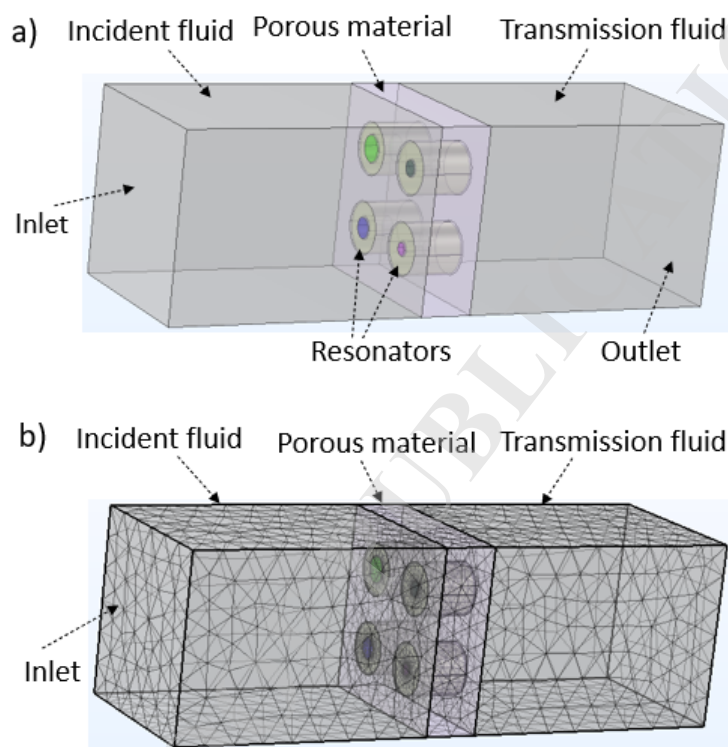 a)
Incident fluid
Porous material
Transmission fluid
Inlet
Resonators
Outlet
b)
Incident fluid
Porous material
Transmission fluid
Inlet